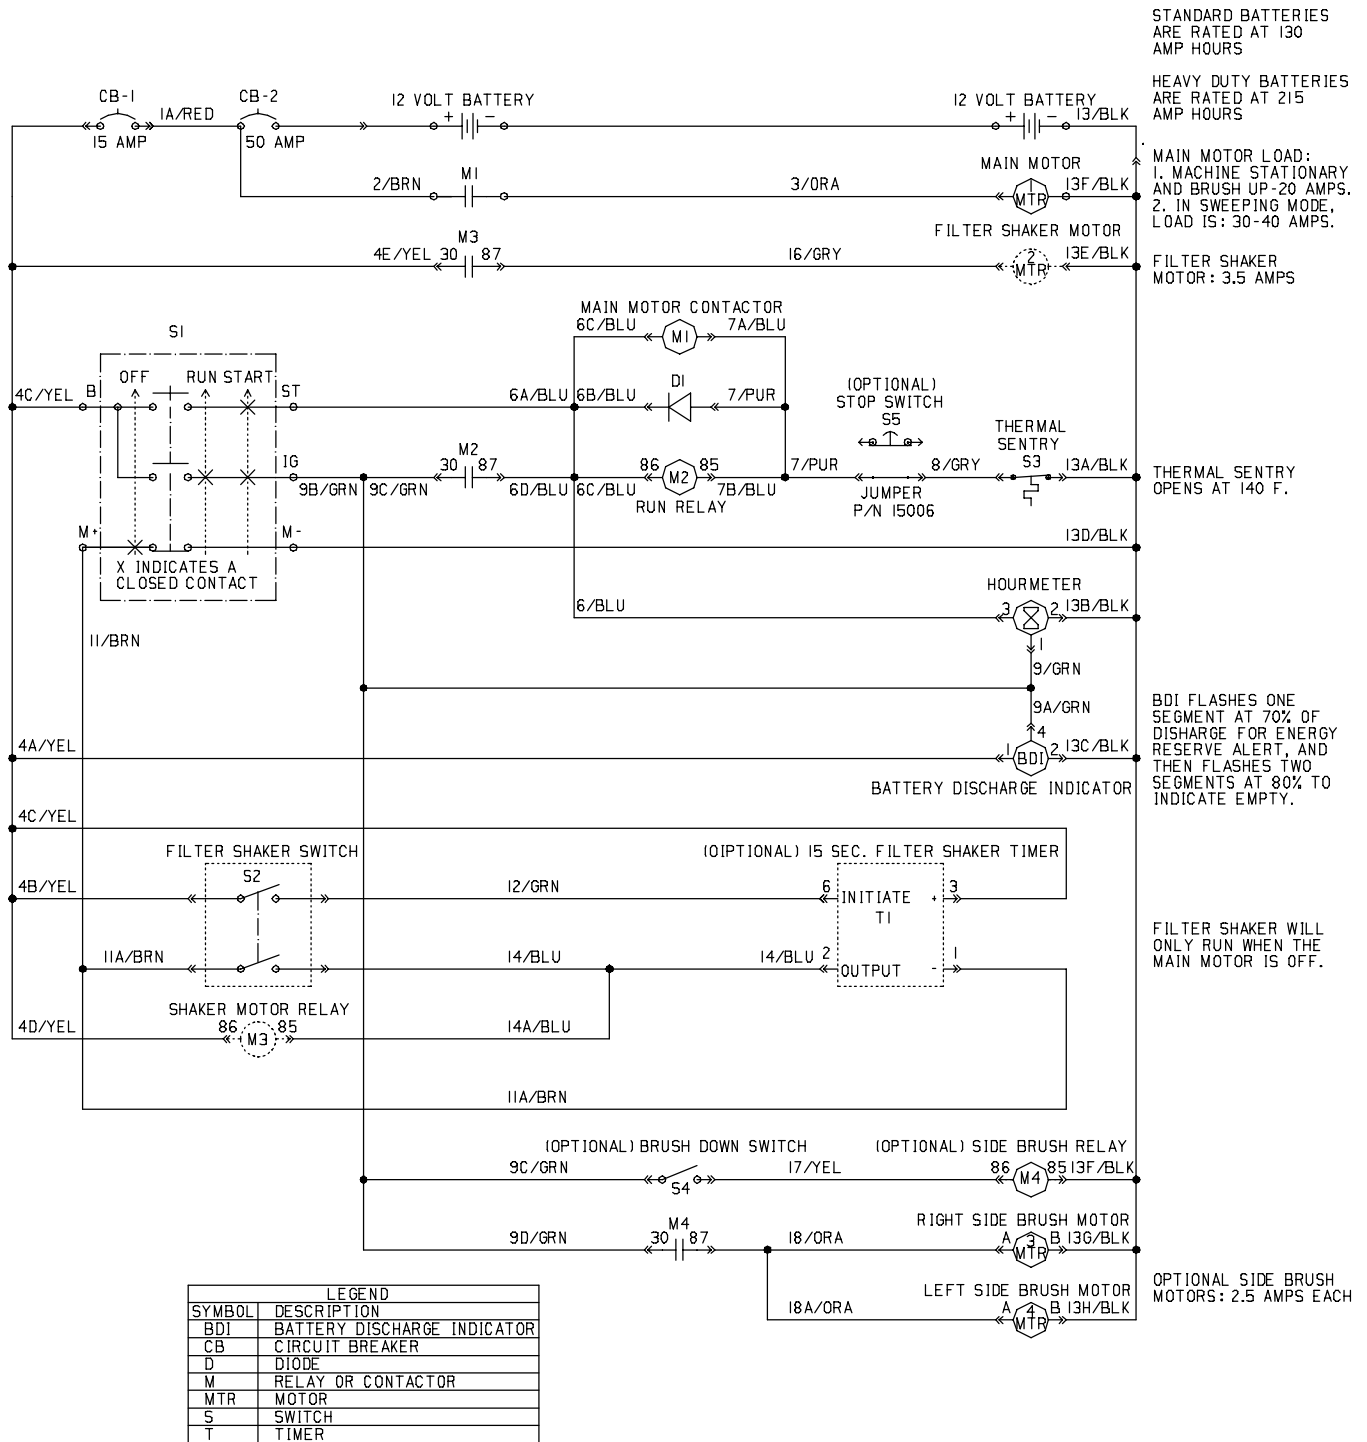 STANDARD BATTERIES
ARE RATED AT 130
AMP HOURS
HEAVY DUTY BATTERIES
ARE RATED AT 215
AMP HOURS
CB-1
1A/RED
CB-2
12 VOLT BATTERY
12 VOLT BATTERY
+ -
+ -
13/BLK
15 AMP
50 AMP
MAIN MOTOR LOAD:
1. MACHINE STATIONARY
AND BRUSH UP-20 AMPS.
2. IN SWEEPING MODE,
LOAD IS: 30-40 AMPS.
2/BRN
M1
3/ORA
MAIN MOTOR
1
MTR
13F/BLK
FILTER SHAKER MOTOR
4E/YEL
M3
30 87
16/GRY
2
MTR
13E/BLK
FILTER SHAKER
MOTOR: 3.5 AMPS
MAIN MOTOR CONTACTOR
6C/BLU
M1
7A/BLU
S1
OFF
RUN START
4C/YEL
B
ST
6A/BLU
6B/BLU
D1
7/PUR
(OPTIONAL)
STOP SWITCH
S5
THERMAL
SENTRY
S3
IG
9B/GRN
9C/GRN
M2
30 87
6D/BLU
6C/BLU
86
M2
85
7B/BLU
RUN RELAY
7/PUR
JUMPER
P/N 15006
8/GRY
13A/BLK
THERMAL SENTRY
OPENS AT 140 F.
M+
M-
13D/BLK
X INDICATES A
CLOSED CONTACT
HOURMETER
6/BLU
3
2
13B/BLK
1
11/BRN
9/GRN
9A/GRN
4
4A/YEL
1
BDI
2
13C/BLK
BATTERY DISCHARGE INDICATOR
BDI FLASHES ONE
SEGMENT AT 70% OF
DISHARGE FOR ENERGY
RESERVE ALERT, AND
THEN FLASHES TWO
SEGMENTS AT 80% TO
INDICATE EMPTY.
4C/YEL
FILTER SHAKER SWITCH
(OIPTIONAL) 15 SEC. FILTER SHAKER TIMER
4B/YEL
S2
12/GRN
6
INITIATE
+
3
T1
11A/BRN
14/BLU
14/BLU
2
OUTPUT
-
1
FILTER SHAKER WILL
ONLY RUN WHEN THE
MAIN MOTOR IS OFF.
SHAKER MOTOR RELAY
4D/YEL
86
M3
85
14A/BLU
11A/BRN
(OPTIONAL) BRUSH DOWN SWITCH
(OPTIONAL) SIDE BRUSH RELAY
9C/GRN
S4
17/YEL
86
M4
85
13F/BLK
RIGHT SIDE BRUSH MOTOR
9D/GRN
M4
30 87
18/ORA
A
3
MTR
B
13G/BLK
LEFT SIDE BRUSH MOTOR
18A/ORA
A
4
MTR
B
13H/BLK
OPTIONAL SIDE BRUSH
MOTORS: 2.5 AMPS EACH
LEGEND
SYMBOL DESCRIPTION
BDI BATTERY DISCHARGE INDICATOR
CB CIRCUIT BREAKER
D DIODE
M RELAY OR CONTACTOR
MTR MOTOR
S SWITCH
T TIMER